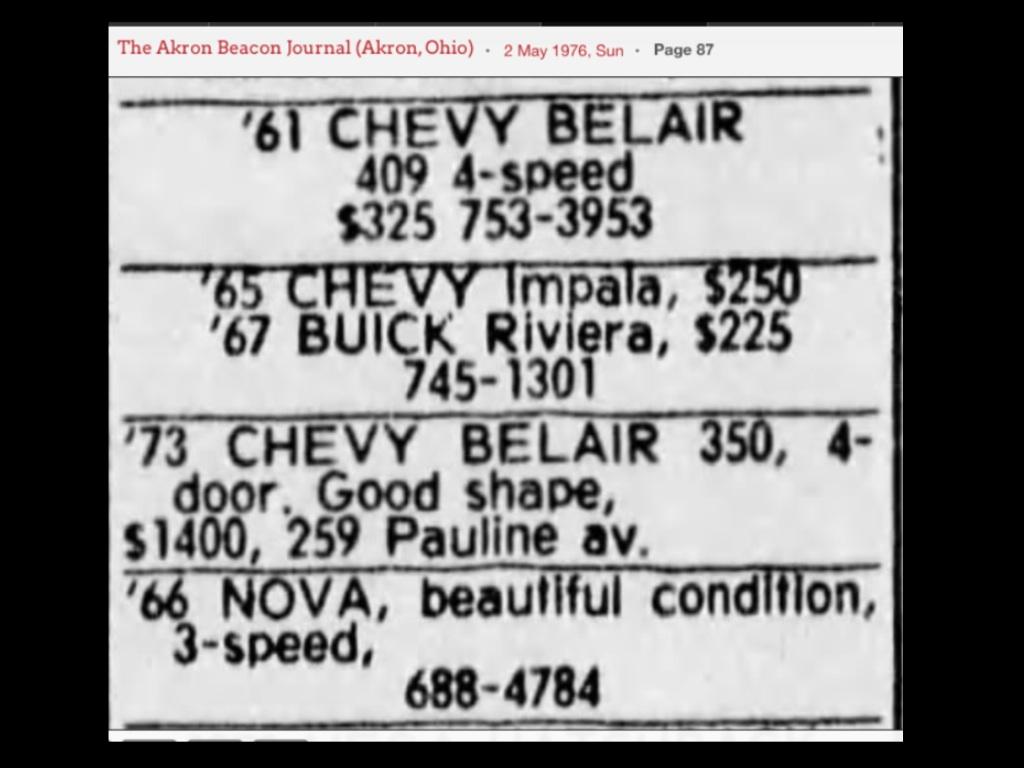 The Akron Beacon Journal (Akron, Ohio) · 2 May 1976, Sun · Page 87
'61 CHEVY BELAIR
409 4-speed
$325 753-3953
'65 CHEVY Impala, $250
'67 BUICK Riviera, $225
745-1301
'73 CHEVY BELAIR 350, 4-
door. Good shape,
$1400, 259 Pauline av.
'66 NOVA, beautiful condition,
3-speed,
688-4784